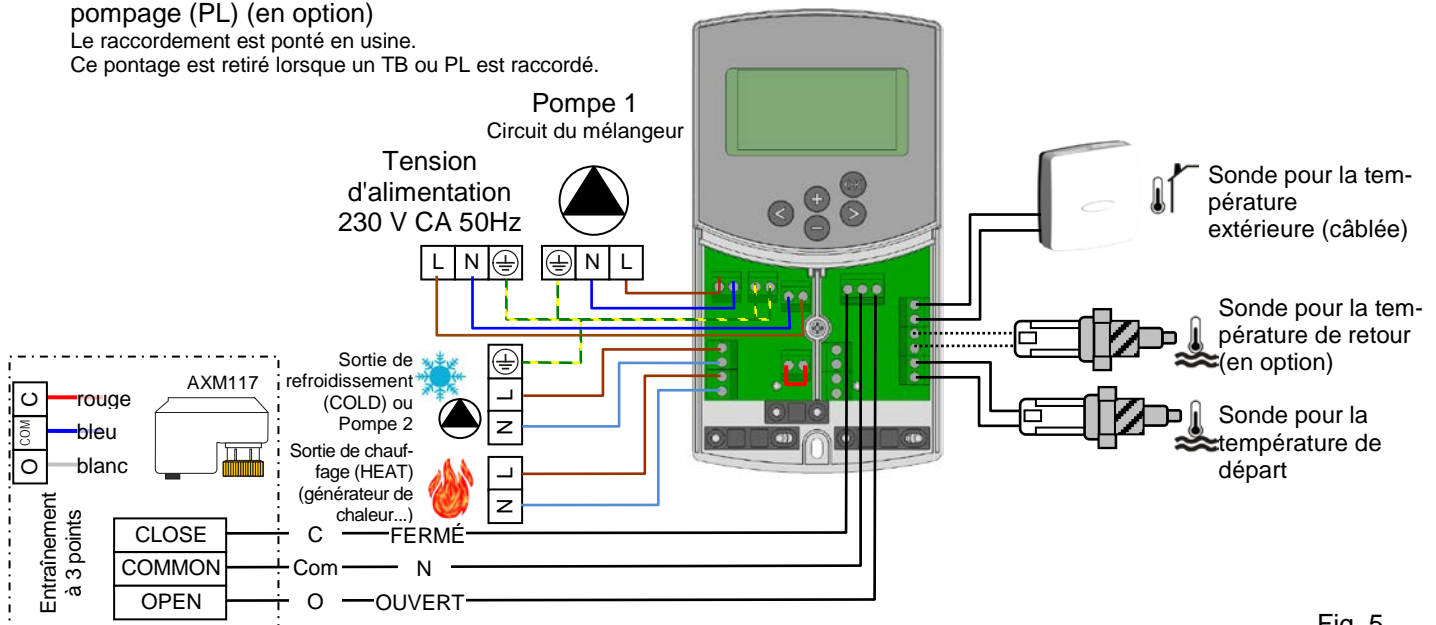 pompage (PL) (en option)
Le raccordement est ponté en usine.
Ce pontage est retiré lorsque un TB ou PL est raccordé.
Pompe 1
Circuit du mélangeur
Tension
d'alimentation
230 V CA 50Hz
L N
N L
Sonde pour la tem-
pérature
extérieure (câblée)
Sonde pour la tem-
pérature de retour
(en option)
Sonde pour la
température de
départ
Sortie de
refroidissement
(COLD) ou
Pompe 2
L
N
Sortie de chauf-
fage (HEAT)
(générateur de
chaleur...)
L
N
AXM117
C rouge
COM bleu
O blanc
Entraînement
à 3 points
CLOSE C FERMÉ
COMMON Com N
OPEN O OUVERT
Fig. 5